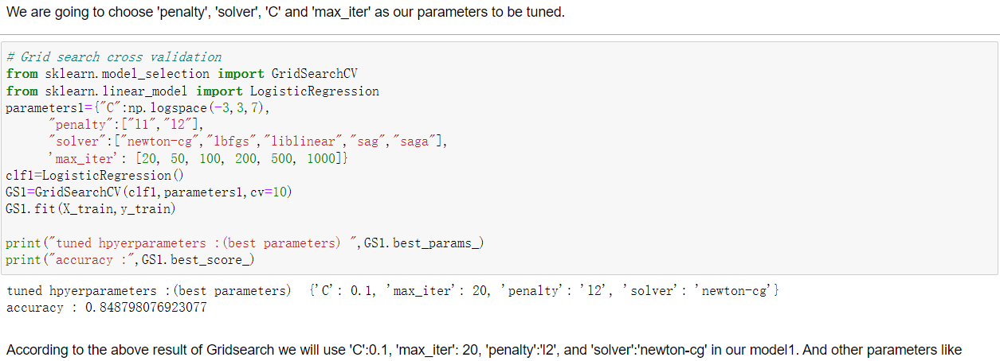 We are going to choose 'penalty', 'solver', 'C' and 'max_iter' as our parameters to be tuned.
# Grid search cross validation
from sklearn.model_selection import GridSearchCV
from sklearn.linear_model import LogisticRegression
parameters1={"C":np.logspace(-3,3,7),
"penalty":["l1","l2"],
"solver":["newton-cg","lbfgs","liblinear","sag","saga"],
'max_iter': [20, 50, 100, 200, 500, 1000]}
clf1=LogisticRegression()
GS1=GridSearchCV(clf1,parameters1,cv=10)
GS1.fit(X_train,y_train)
print("tuned hpyerparameters :(best parameters) ",GS1.best_params_)
print("accuracy :",GS1.best_score_)
tuned hpyerparameters :(best parameters)  {'C': 0.1, 'max_iter': 20, 'penalty': 'l2', 'solver': 'newton-cg'}
accuracy : 0.848798076923077
According to the above result of Gridsearch we will use 'C':0.1, 'max_iter': 20, 'penalty':'l2', and 'solver':'newton-cg' in our model1. And other parameters like